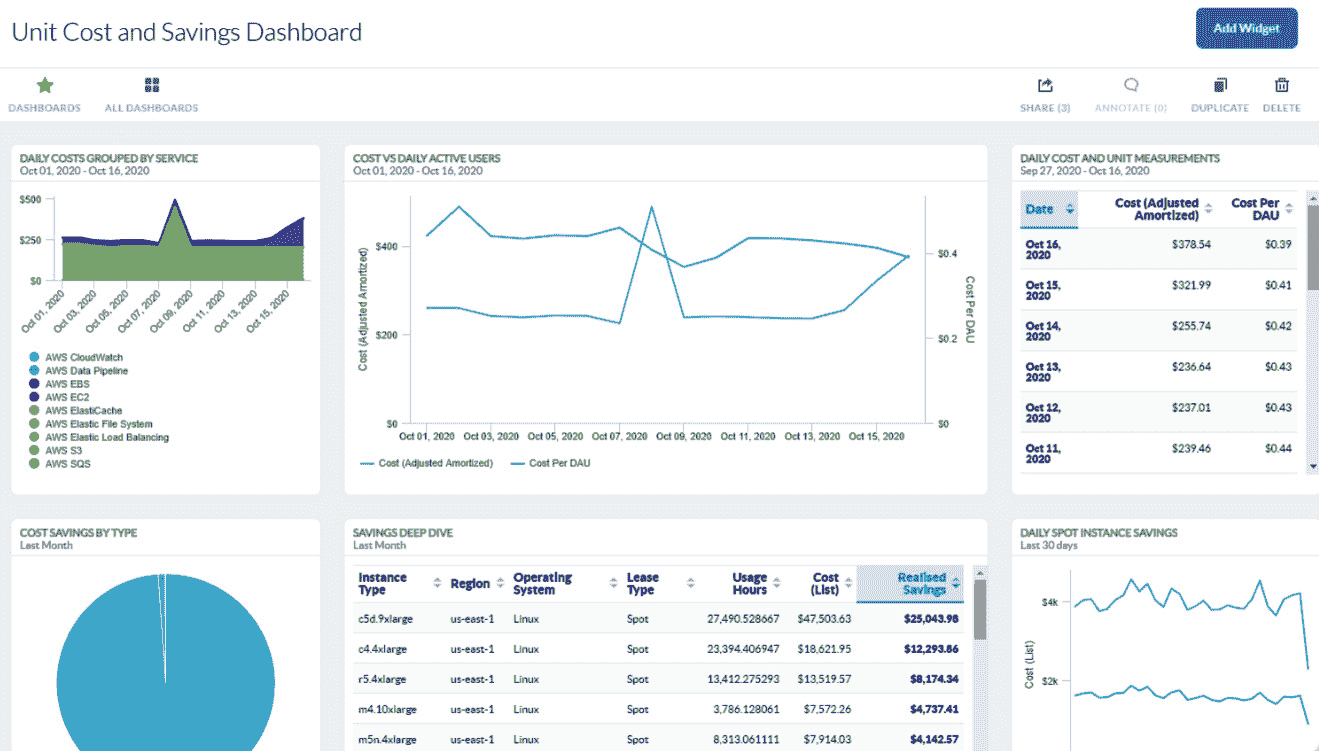 Unit Cost and Savings Dashboard
Add Widget
DASHBOARDS
ALL DASHBOARDS
SHARE (3)
ANNOTATE (0)
DUPLICATE
DELETE
DAILY COSTS GROUPED BY SERVICE
Oct 01, 2020 - Oct 16, 2020
$500
$250
$0
Oct 01, 2020
Oct 03, 2020
Oct 05, 2020
Oct 07, 2020
Oct 09, 2020
Oct 11, 2020
Oct 13, 2020
Oct 15, 2020
AWS CloudWatch
AWS Data Pipeline
AWS EBS
AWS EC2
AWS ElastiCache
AWS Elastic File System
AWS Elastic Load Balancing
AWS S3
AWS SQS
COST VS DAILY ACTIVE USERS
Oct 01, 2020 - Oct 16, 2020
Cost (Adjusted Amortized)
$400
$200
$0
$0.4
$0.2
$0
Cost Per DAU
Oct 01, 2020
Oct 03, 2020
Oct 05, 2020
Oct 07, 2020
Oct 09, 2020
Oct 11, 2020
Oct 13, 2020
Oct 15, 2020
Cost (Adjusted Amortized)
Cost Per DAU
DAILY COST AND UNIT MEASUREMENTS
Sep 27, 2020 - Oct 16, 2020
Date
Cost (Adjusted
Amortized)
Cost Per
DAU
Oct 16,
2020
$378.54
$0.39
Oct 15,
2020
$321.99
$0.41
Oct 14,
2020
$255.74
$0.42
Oct 13,
2020
$236.64
$0.43
Oct 12,
2020
$237.01
$0.43
Oct 11,
2020
$239.46
$0.44
COST SAVINGS BY TYPE
Last Month
SAVINGS DEEP DIVE
Last Month
Instance
Type
Region
Operating
System
Lease
Type
Usage
Hours
Cost
(List)
Realised
Savings
c5d.9xlarge us-east-1 Linux Spot 27,490.528667 $47,503.63 $25,043.98
c4.4xlarge us-east-1 Linux Spot 23,394.406947 $18,621.95 $12,293.86
r5.4xlarge us-east-1 Linux Spot 13,412.275293 $13,519.57 $8,174.34
m4.10xlarge us-east-1 Linux Spot 3,786.128061 $7,572.26 $4,737.41
m5n.4xlarge us-east-1 Linux Spot 8,313.061111 $7,914.03 $4,142.57
DAILY SPOT INSTANCE SAVINGS
Last 30 days
Cost (List)
$4k
$2k